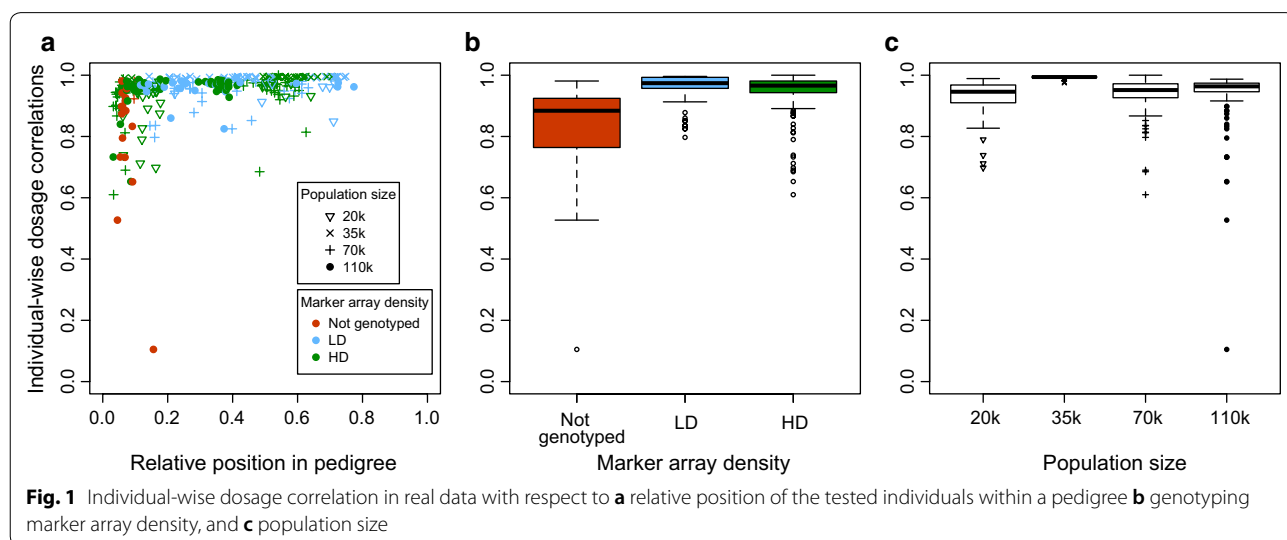 a
Individual-wise dosage correlations
1.0
0.8
0.6
0.4
0.2
0.0
0.0 0.2 0.4 0.6 0.8 1.0
Relative position in pedigree
Population size
20k
35k
70k
110k
Marker array density
Not genotyped
LD
HD
b
1.0
0.8
0.6
0.4
0.2
0.0
Not genotyped LD HD
Marker array density
c
1.0
0.8
0.6
0.4
0.2
0.0
20k 35k 70k 110k
Population size
Fig. 1 Individual-wise dosage correlation in real data with respect to a relative position of the tested individuals within a pedigree b genotyping
marker array density, and c population size